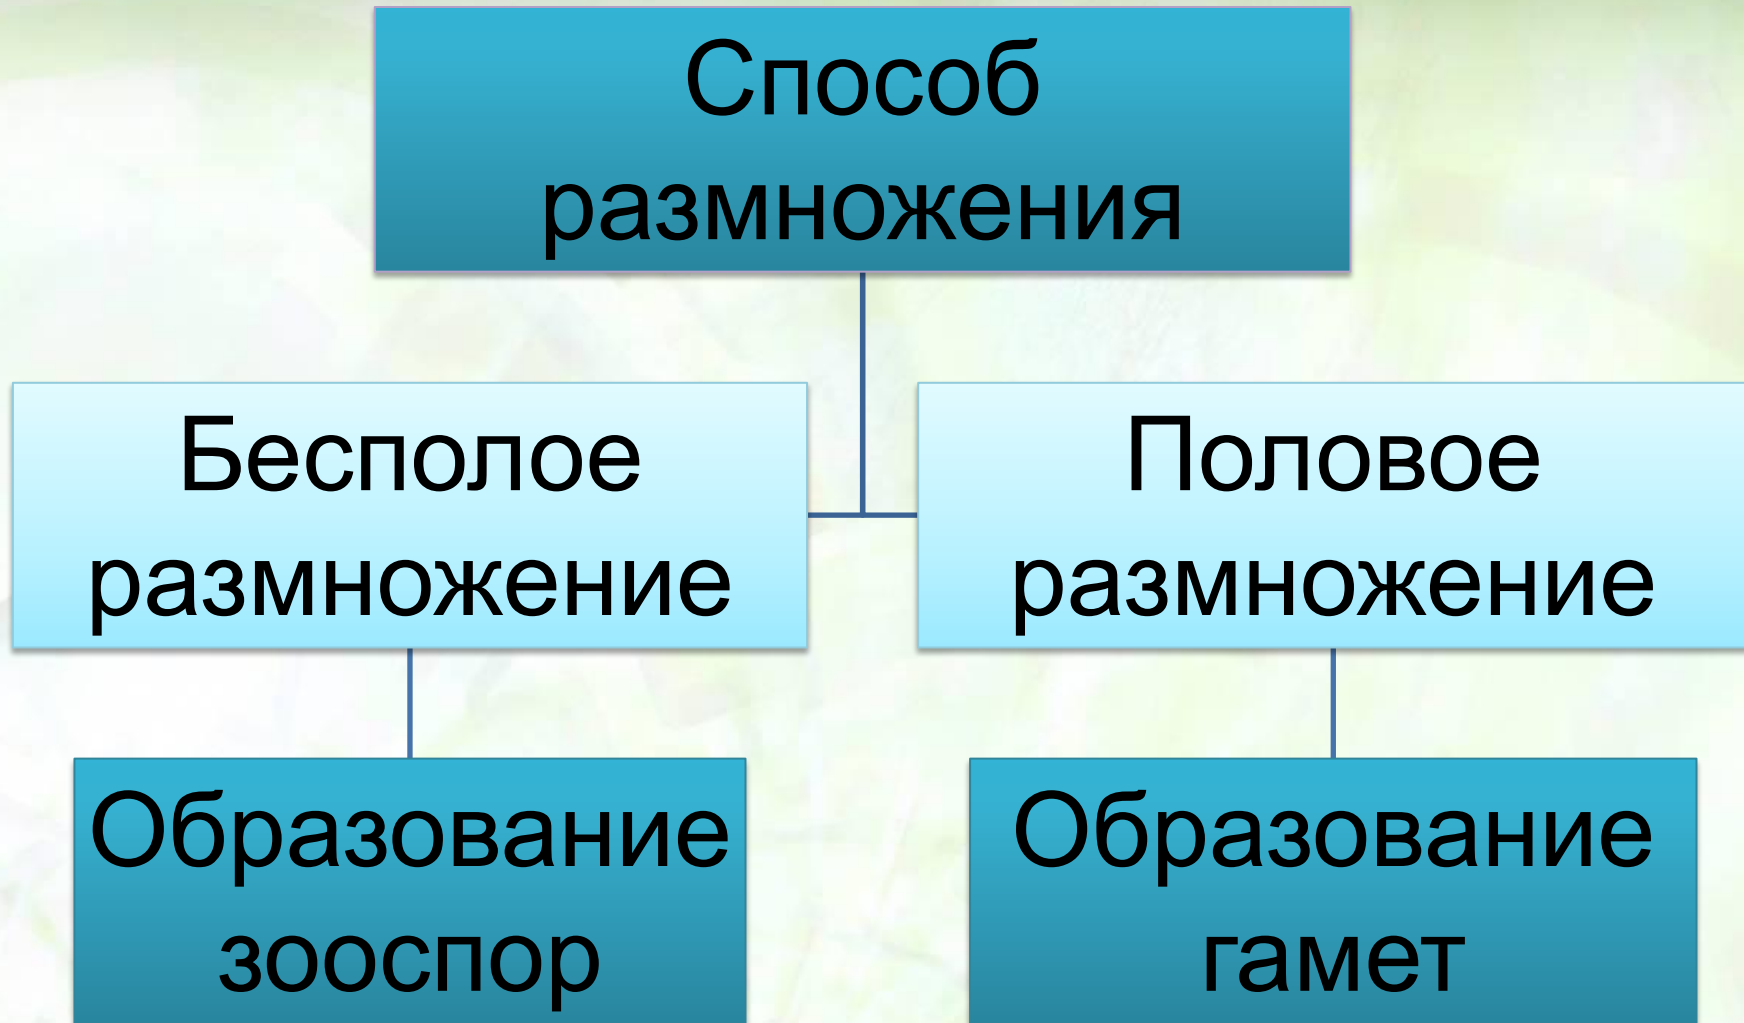 Способ
размножения
Бесполое
размножение
Половое
размножение
Образование
зооспор
Образование
гамет